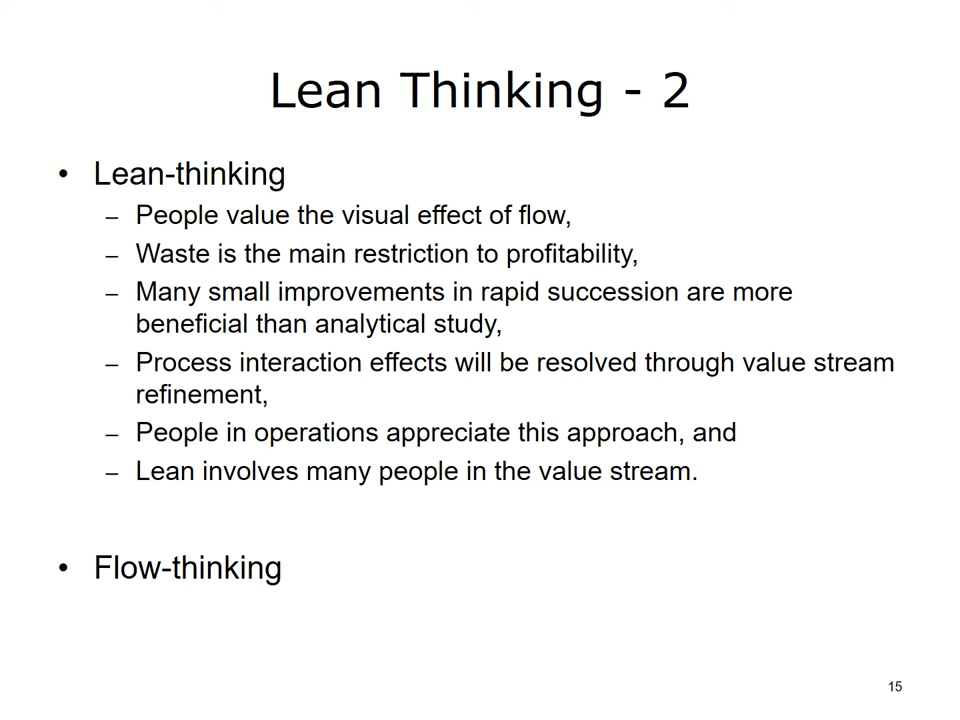 Lean Thinking - 2
• Lean-thinking
– People value the visual effect of flow,
– Waste is the main restriction to profitability,
– Many small improvements in rapid succession are more
beneficial than analytical study,
– Process interaction effects will be resolved through value stream
refinement,
– People in operations appreciate this approach, and
– Lean involves many people in the value stream.
• Flow-thinking
15